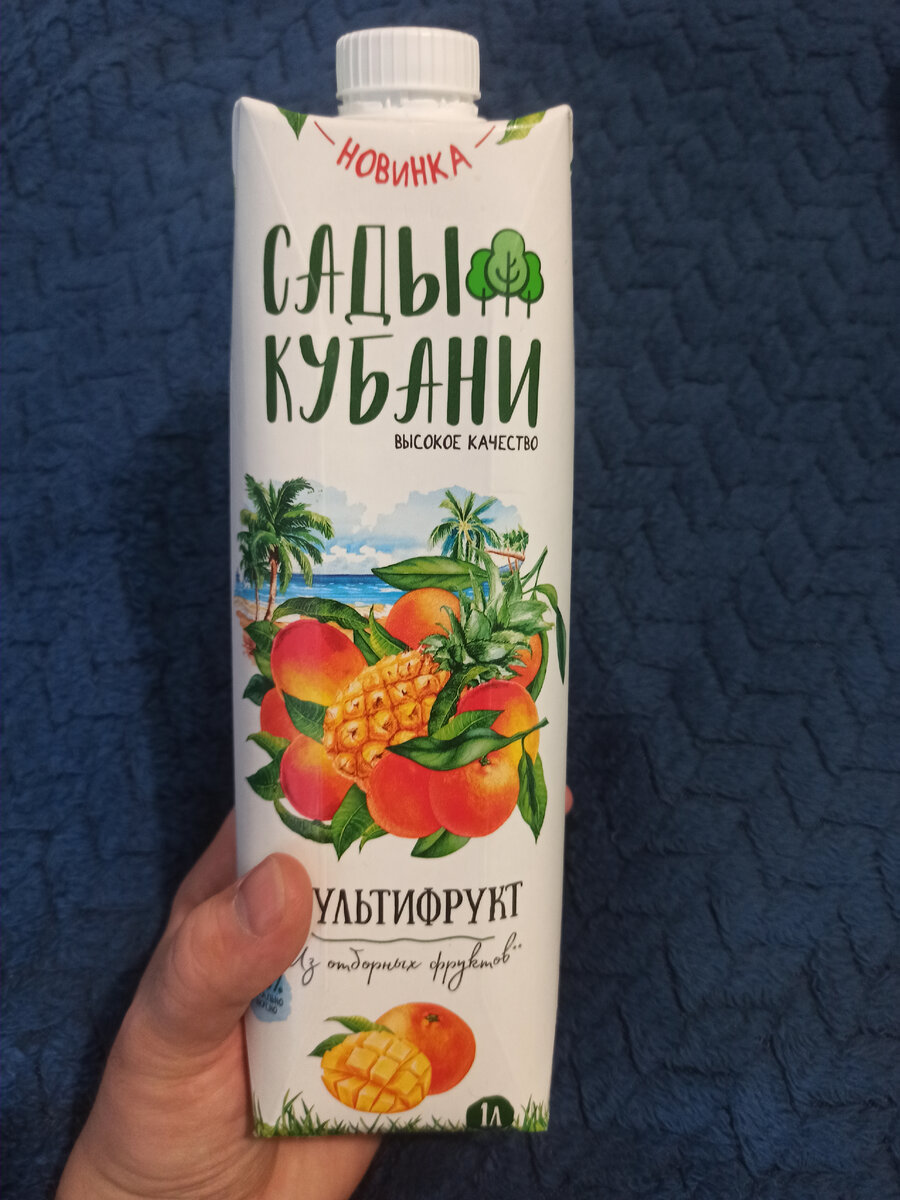 НОВИНКА
САДЫ
КУБАНИ
ВЫСОКОЕ КАЧЕСТВО
УЛЬТИФРУКТ
Из отборных фруктов**
1Л